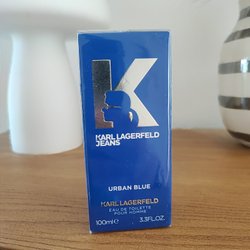 K
KARL LAGERFELD
JEANS
URBAN BLUE
KARL LAGERFELD
EAU DE TOILETTE
POUR HOMME
100ml℮ 3.3FL.OZ.